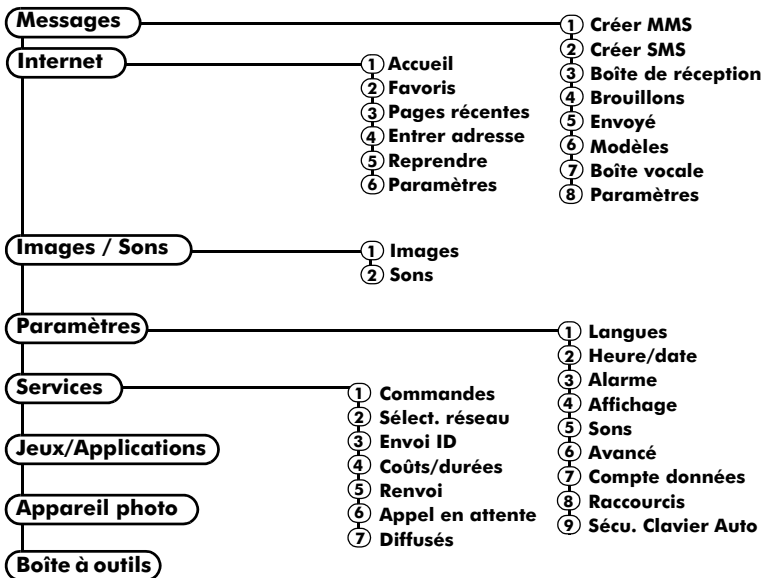 Messages
1 Créer MMS
2 Créer SMS
3 Boîte de réception
4 Brouillons
5 Envoyé
6 Modèles
7 Boîte vocale
8 Paramètres
Internet
1 Accueil
2 Favoris
3 Pages récentes
4 Entrer adresse
5 Reprendre
6 Paramètres
Images / Sons
1 Images
2 Sons
Paramètres
1 Langues
2 Heure/date
3 Alarme
4 Affichage
5 Sons
6 Avancé
7 Compte données
8 Raccourcis
9 Sécu. Clavier Auto
Services
1 Commandes
2 Sélect. réseau
3 Envoi ID
4 Coûts/durées
5 Renvoi
6 Appel en attente
7 Diffusés
Jeux/Applications
Appareil photo
Boîte à outils